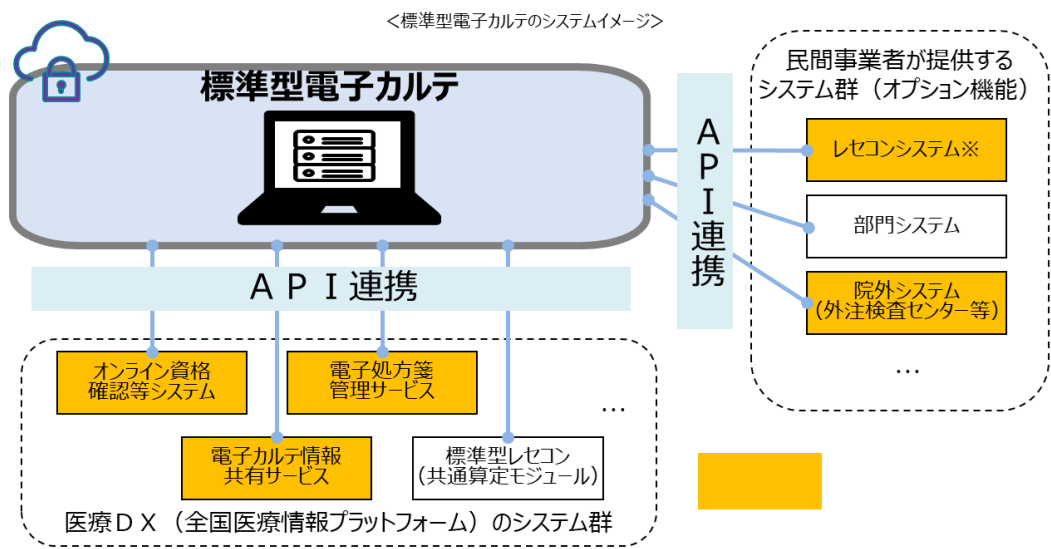 ＜標準型電子カルテのシステムイメージ＞
標準型電子カルテ
ＡＰＩ連携
民間事業者が提供する
システム群（オプション機能）
レセコンシステム※
部門システム
院外システム
（外注検査センター等）
…
ＡＰＩ連携
オンライン資格
確認等システム
電子処方箋
管理サービス
…
電子カルテ情報
共有サービス
標準型レセコン
（共通算定モジュール）
医療ＤＸ（全国医療情報プラットフォーム）のシステム群